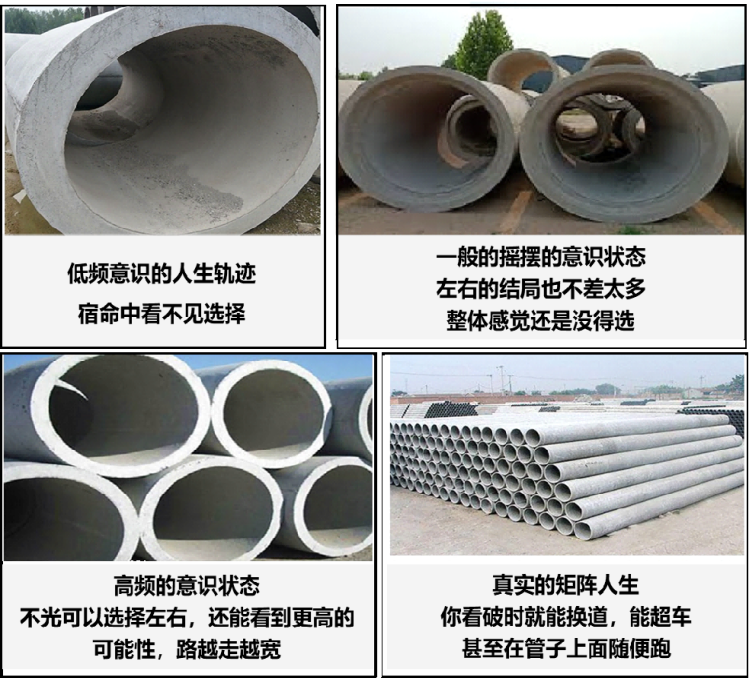 低频意识的人生轨迹
宿命中看不见选择
一般的摇摆的意识状态
左右的结局也不差太多
整体感觉还是没得选
高频的意识状态
不光可以选择左右，还能看到更高的
可能性，路越走越宽
真实的矩阵人生
你看破时就能换道，能超车
甚至在管子上面随便跑